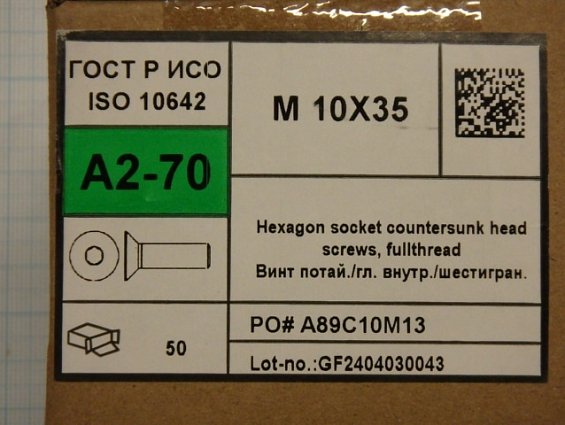 ГОСТ Р ИСО
ISO 10642
M 10X35
A2-70
Hexagon socket countersunk head
screws, fullthread
Винт потай./гл. внутр./шестигран.
50
PO# A89C10M13
Lot-no.:GF2404030043